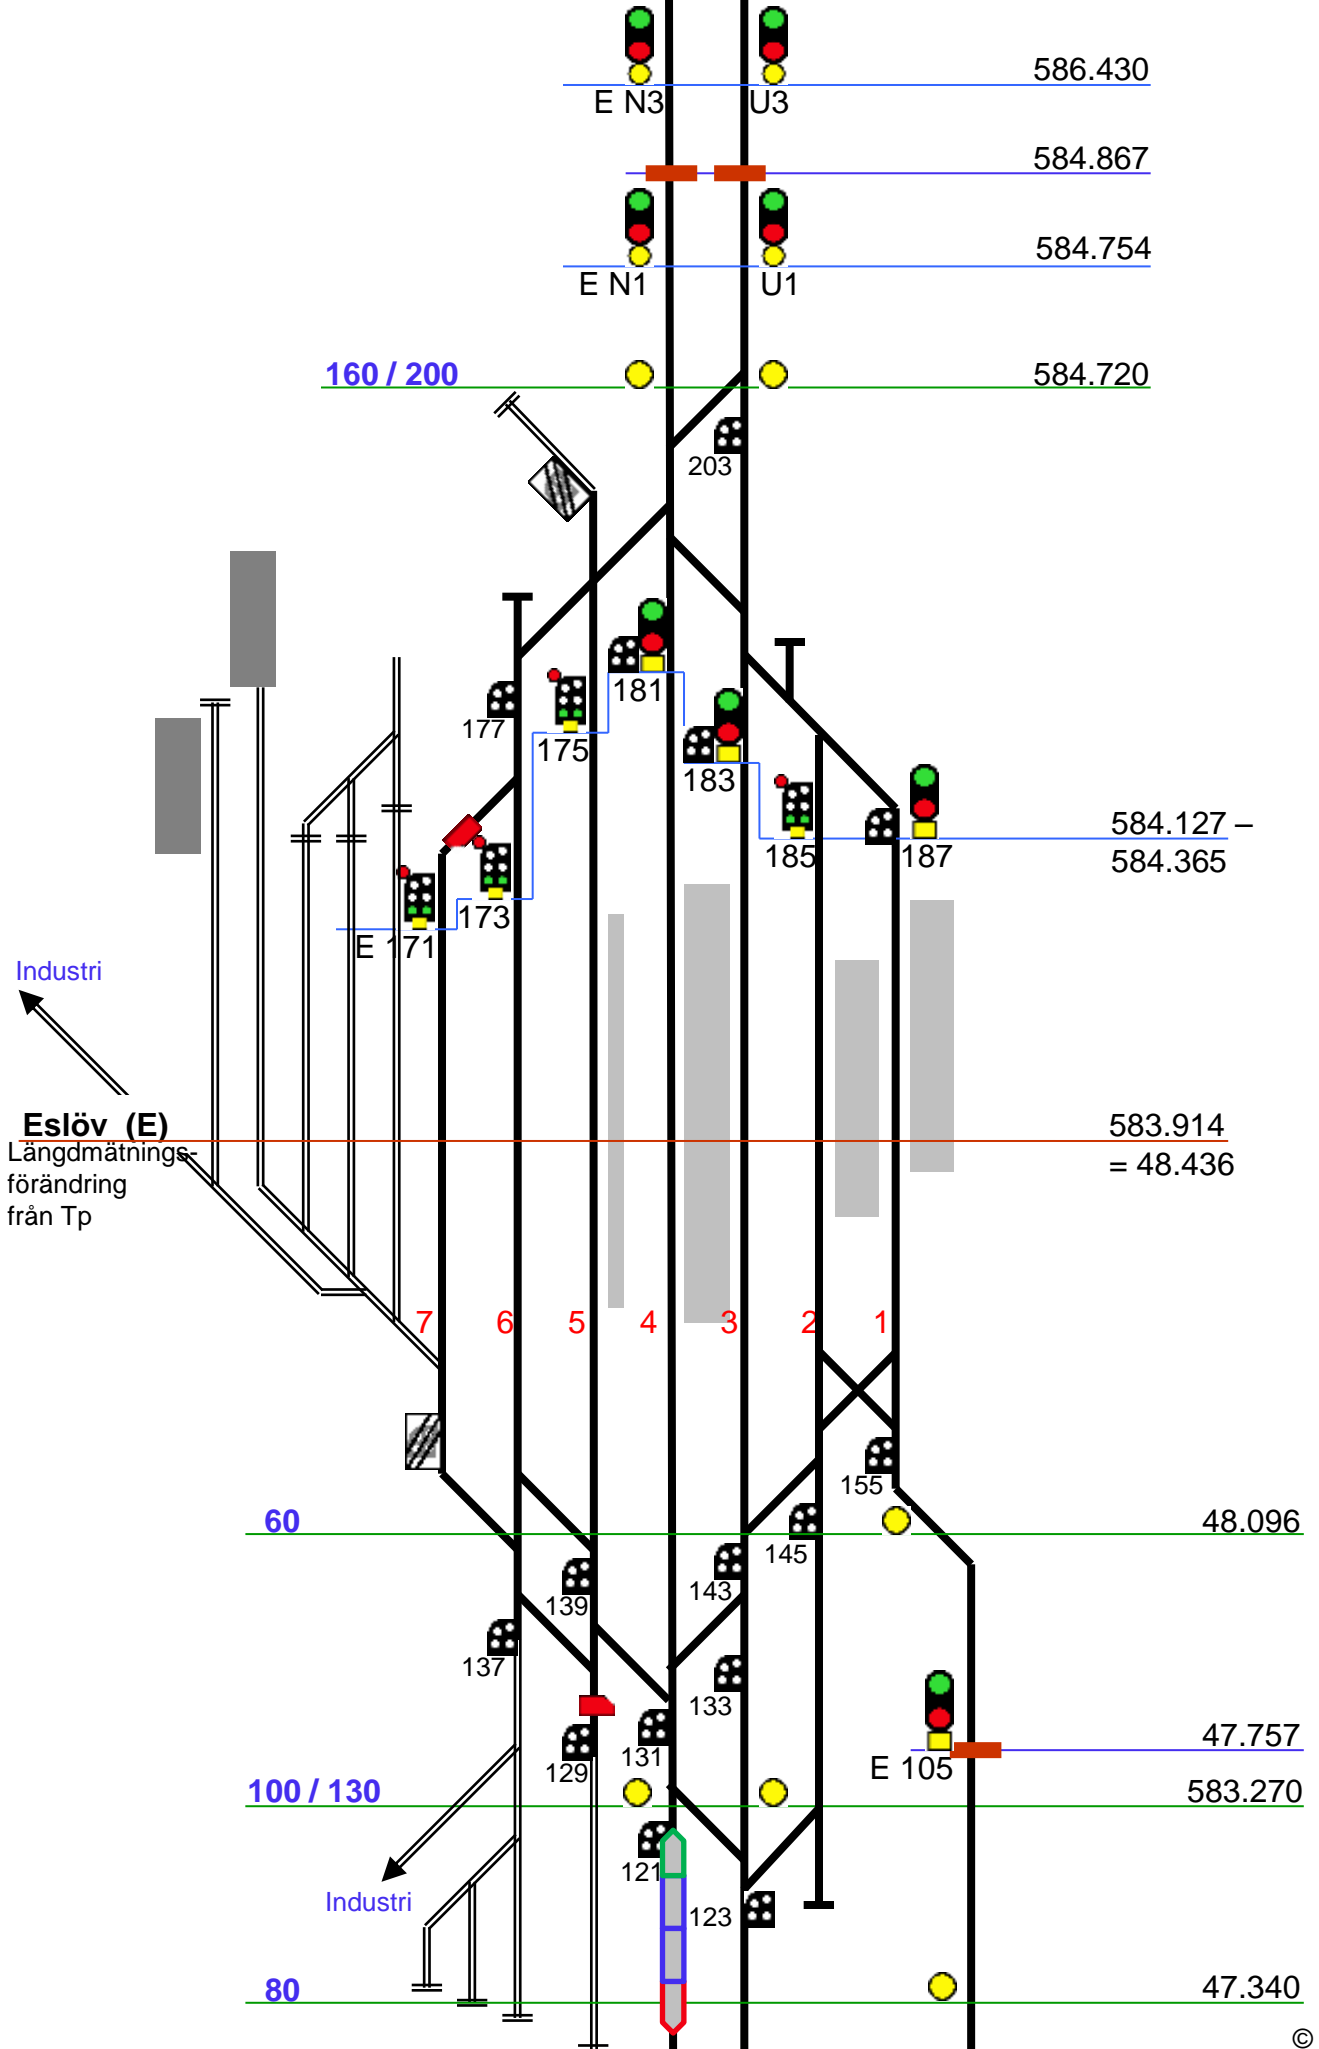 586.430
E N3
U3
584.867
584.754
E N1
U1
160 / 200
584.720
203
181
177
175
183
584.127 –
185
187
584.365
173
E 171
Industri
Eslöv (E)
583.914
Längdmätnings-
förändring
från Tp
= 48.436
7 6 5 4 3 2 1
155
60
48.096
145
139
143
137
133
47.757
131
129
E 105
100 / 130
583.270
121
Industri
123
80
47.340
©